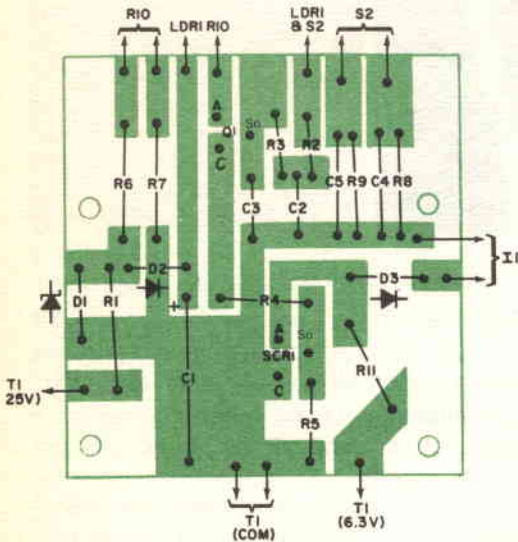 R10 LDR1 R10 LDR1 & S2 S2
A
Q1 So
C
R3 R2
R6 R7 C3 C2 C5 R9 C4 R8
D2 D3 I1
D1 R1 + R4
A So
SCR1
C
T1 25V) C1 R5 R11
T1 (COM) T1 (6.3V)